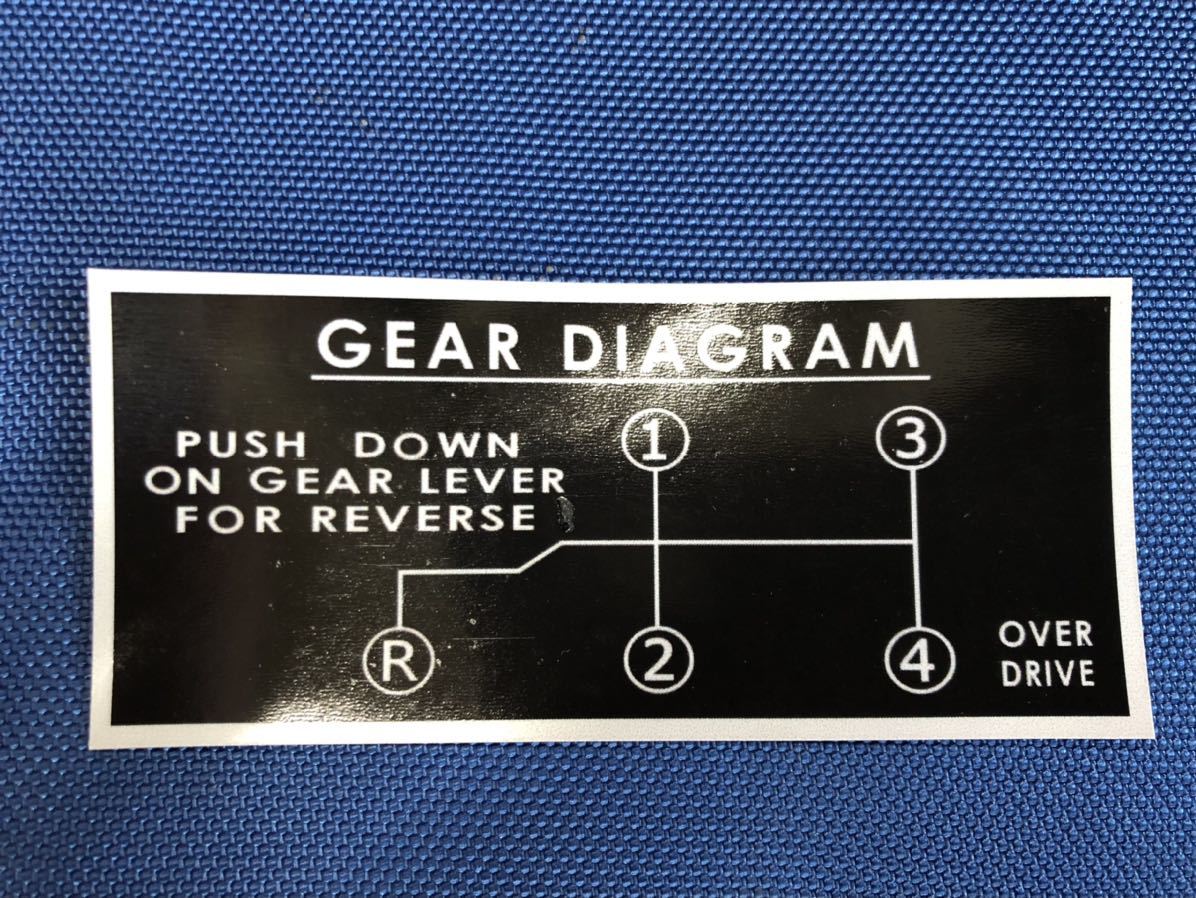 GEAR DIAGRAM
PUSH DOWN
ON GEAR LEVER
FOR REVERSE
1 3
R 2 4
OVER
DRIVE